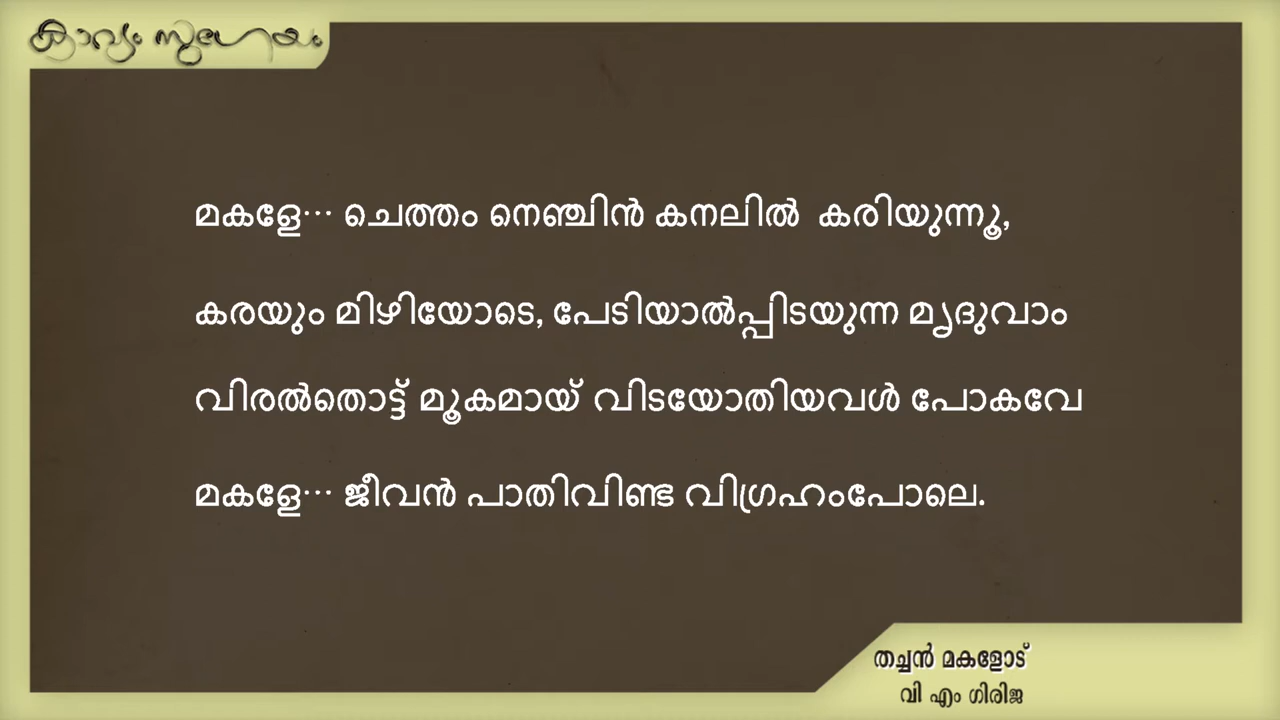 കാവ്യം സുഗേയം
മകളേ... ചെത്തം നെഞ്ചിൻ കനലിൽ കരിയുന്നൂ,
കരയും മിഴിയോടെ, പേടിയാൽപ്പിടയുന്ന മൃദുവാം
വിരൽതൊട്ട് മൂകമായ് വിടയോതിയവൾ പോകവേ
മകളേ... ജീവൻ പാതിവിണ്ട വിഗ്രഹംപോലെ.
തച്ചൻ മകളോട്
വി എം ഗിരിജ